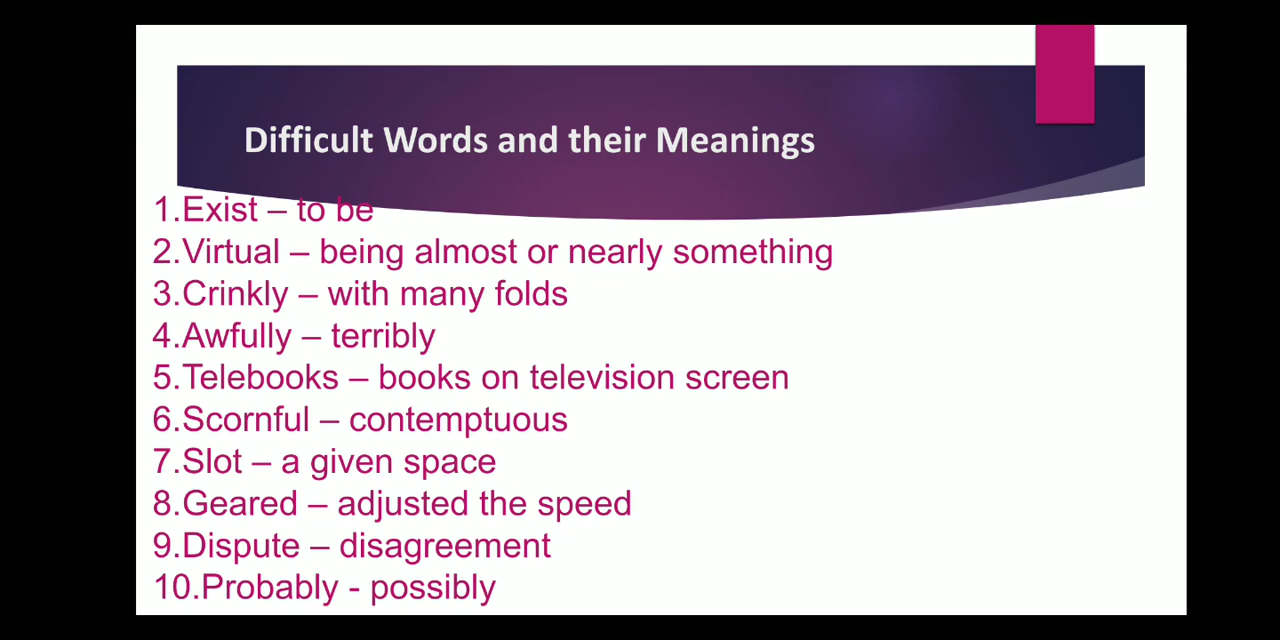 Difficult Words and their Meanings
1.Exist – to be
2.Virtual – being almost or nearly something
3.Crinkly – with many folds
4.Awfully – terribly
5.Telebooks – books on television screen
6.Scornful – contemptuous
7.Slot – a given space
8.Geared – adjusted the speed
9.Dispute – disagreement
10.Probably - possibly